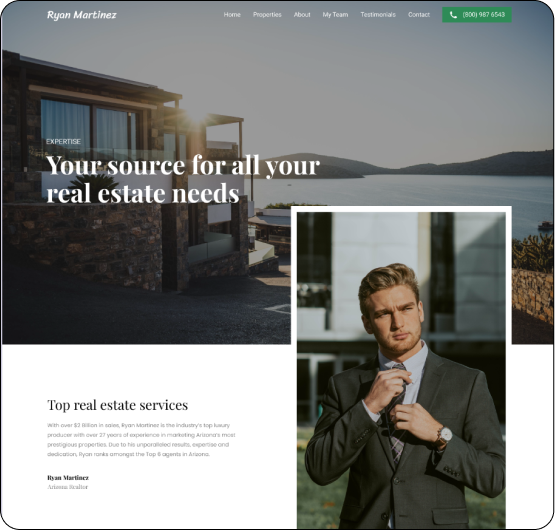 Ryan Martinez
Home Properties About My Team Testimonials Contact (800) 987 6543
EXPERTISE
Your source for all your
real estate needs
Top real estate services
With over $2 Billion in sales, Ryan Martinez is the industry's top luxury
producer with over 27 years of experience in marketing Arizona's most
prestigious properties. Due to his unparalleled results, expertise and
dedication, Ryan ranks amongst the Top 6 agents in Arizona.
Ryan Martinez
Arizona Realtor